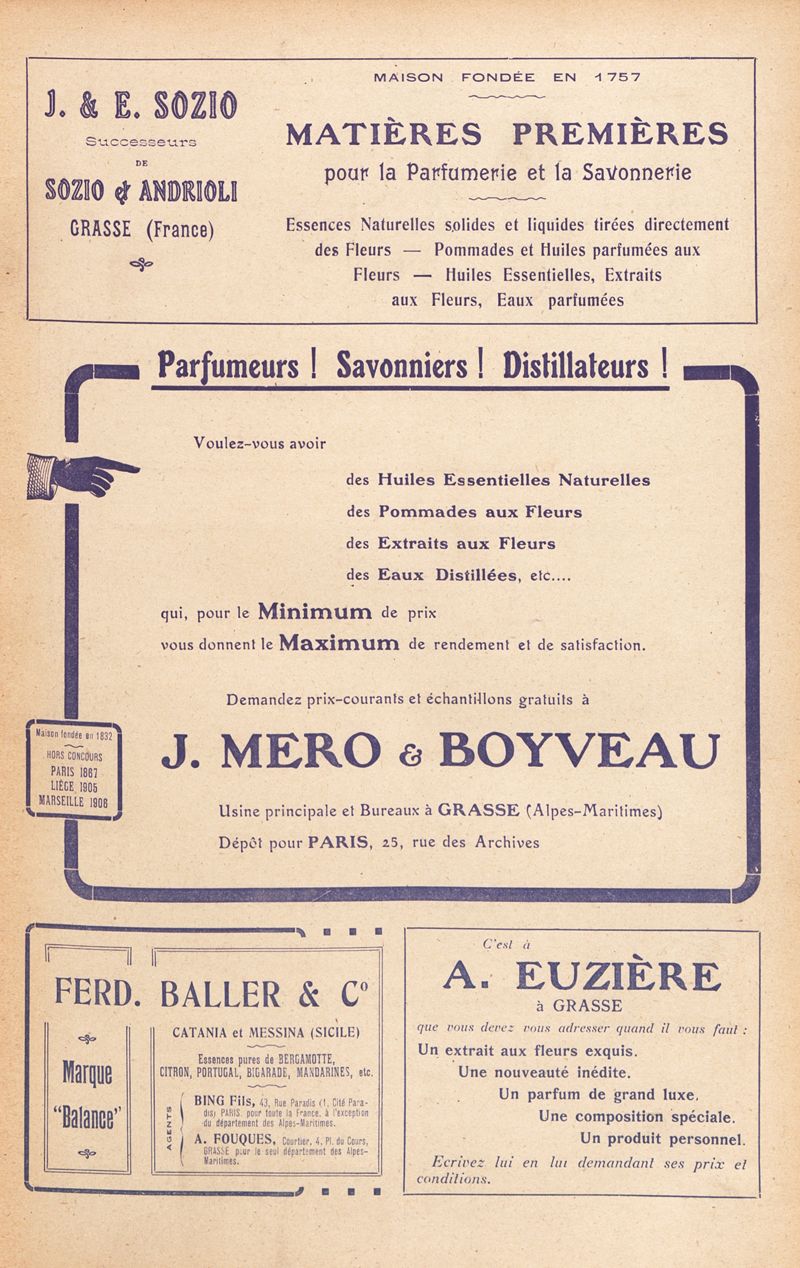 J. & E. SOZIO
Successeurs
DE
SOZIO & ANDRIOLI
GRASSE (France)
MAISON FONDÉE EN 1757
MATIÈRES PREMIÈRES
pour la Parfumerie et la Savonnerie
Essences Naturelles solides et liquides tirées directement
des Fleurs — Pommades et Huiles parfumées aux
Fleurs — Huiles Essentielles, Extraits
aux Fleurs, Eaux parfumées
Parfumeurs ! Savonniers ! Distillateurs !
Voulez-vous avoir
des Huiles Essentielles Naturelles
des Pommades aux Fleurs
des Extraits aux Fleurs
des Eaux Distillées, etc....
qui, pour le Minimum de prix
vous donnent le Maximum de rendement et de satisfaction.
Demandez prix-courants et échantillons gratuits à
J. MERO & BOYVEAU
Usine principale et Bureaux à GRASSE (Alpes-Maritimes)
Dépôt pour PARIS, 25, rue des Archives
Maison fondée en 1832
HORS CONCOURS
PARIS 1867
LIÈGE 1905
MARSEILLE 1906
FERD. BALLER & Cº
Marque
"Balance"
CATANIA et MESSINA (SICILE)
Essences pures de BERGAMOTTE,
CITRON, PORTUGAL, BIGARADE, MANDARINES, etc.
AGENTS
BING Fils, 43, Rue Paradis (1, Cité Para-
dis) PARIS, pour toute la France, à l'exception
du département des Alpes-Maritimes.
A. FOUQUES, Courtier, 4, Pl. du Cours,
GRASSE pour le seul département des Alpes-
Maritimes.
C'est à
A. EUZIÈRE
à GRASSE
que vous devez vous adresser quand il vous faut :
Un extrait aux fleurs exquis.
Une nouveauté inédite.
Un parfum de grand luxe,
Une composition spéciale.
Un produit personnel.
Ecrivez lui en lui demandant ses prix et
conditions.